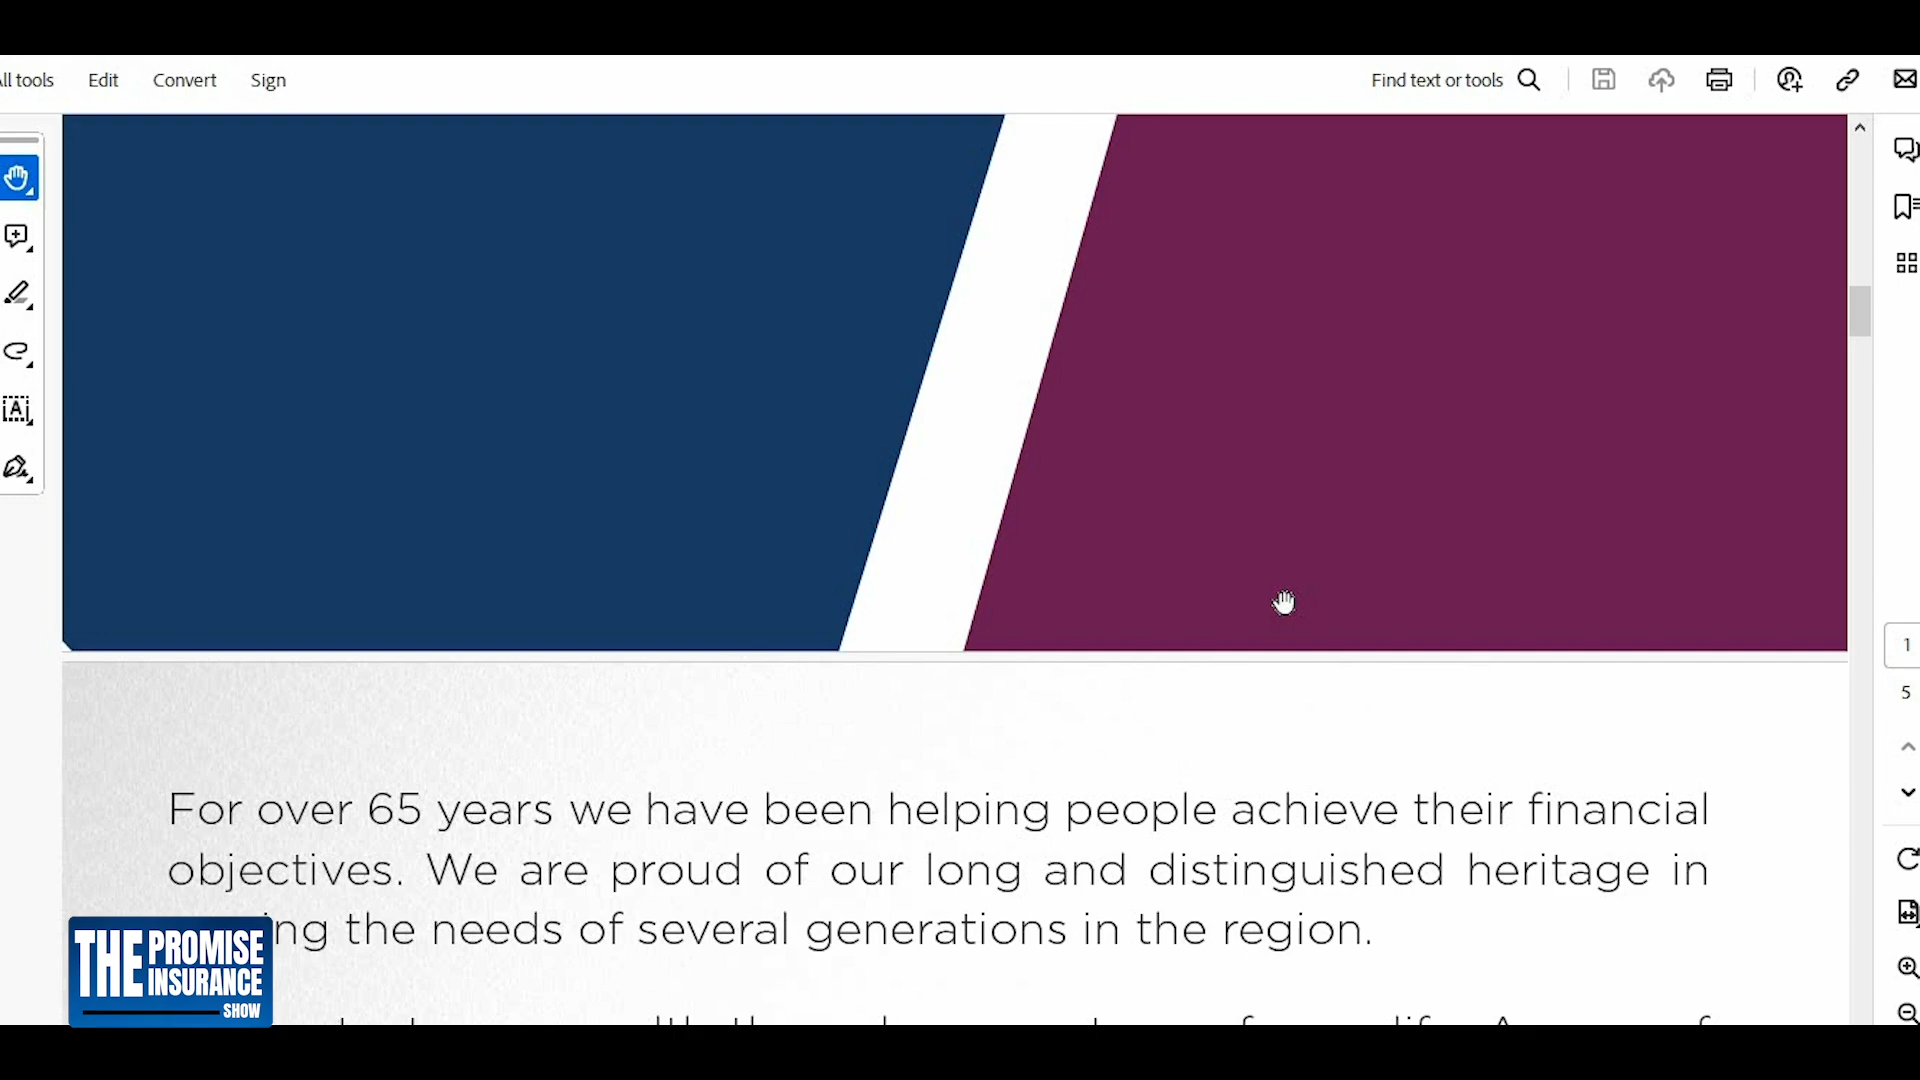 ll tools Edit Convert Sign Find text or tools
1
5
For over 65 years we have been helping people achieve their financial
objectives. We are proud of our long and distinguished heritage in
ng the needs of several generations in the region.
THE PROMISE
INSURANCE
SHOW